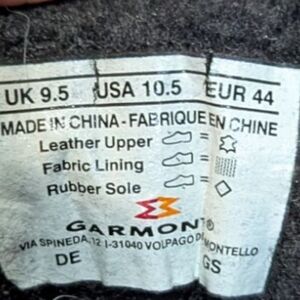 UK 9.5 USA 10.5 EUR 44
MADE IN CHINA - FABRIQUE EN CHINE
Leather Upper =
Fabric Lining =
Rubber Sole =
GARMONT®
VIA SPINEDA, 12 I-31040 VOLPAGO DEL MONTELLO
DE GS